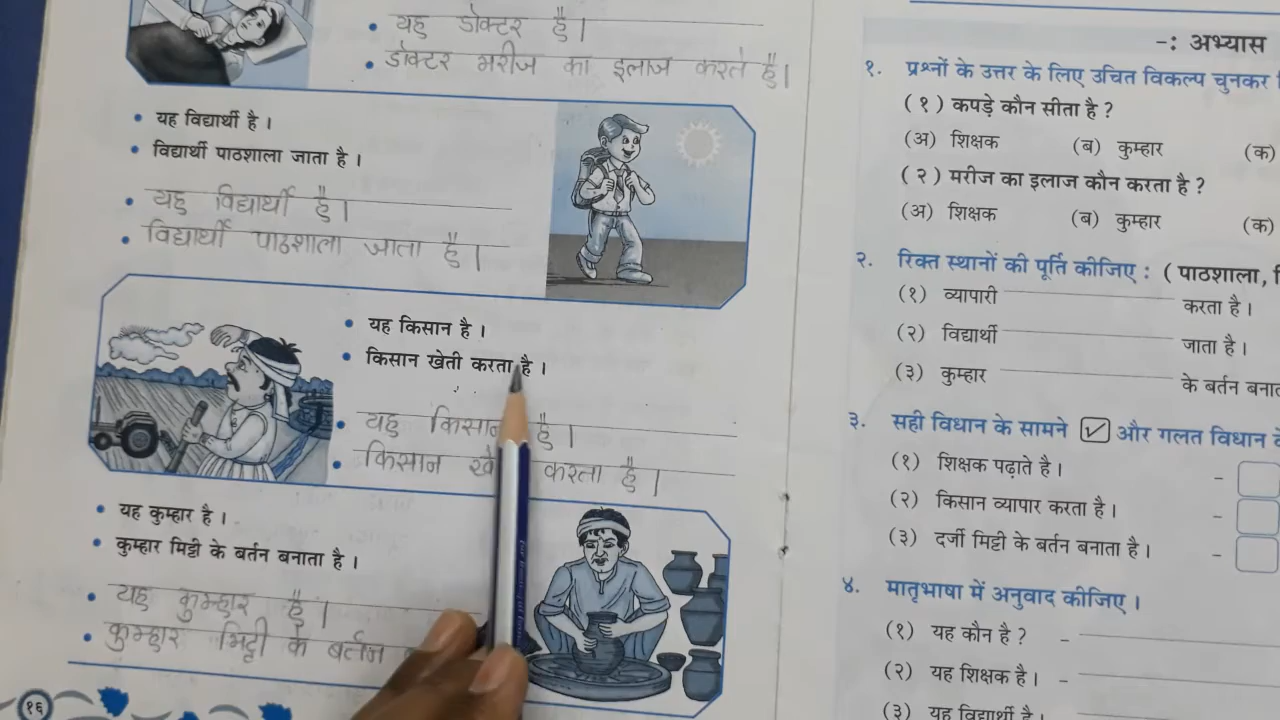 यह डॉक्टर है।
डॉक्टर मरीज का इलाज करते है।
यह विद्यार्थी है।
विद्यार्थी पाठशाला जाता है।
यह विद्यार्थी है।
विद्यार्थी पाठशाला जाता है।
यह किसान है।
किसान खेती करता है।
यह किसान है।
किसान करता है।
यह कुम्हार है।
कुम्हार मिट्टी के बर्तन बनाता है।
यह कुम्हार है।
कुम्हार मिट्टी के बर्तन
१६
-: अभ्यास
१. प्रश्नों के उत्तर के लिए उचित विकल्प चुनकर
(१) कपड़े कौन सीता है ?
(अ) शिक्षक (ब) कुम्हार (क)
(२) मरीज का इलाज कौन करता है ?
(अ) शिक्षक (ब) कुम्हार (क)
२. रिक्त स्थानों की पूर्ति कीजिए : (पाठशाला,
(१) व्यापारी करता है।
(२) विद्यार्थी जाता है।
(३) कुम्हार के बर्तन
३. सही विधान के सामने ✓ और गलत विधान
(१) शिक्षक पढ़ाते है। -
(२) किसान व्यापार करता है। -
(३) दर्जी मिट्टी के बर्तन बनाता है। -
४. मातृभाषा में अनुवाद कीजिए।
(१) यह कौन है ? -
(२) यह शिक्षक है। -
(३) यह विद्यार्थी है।